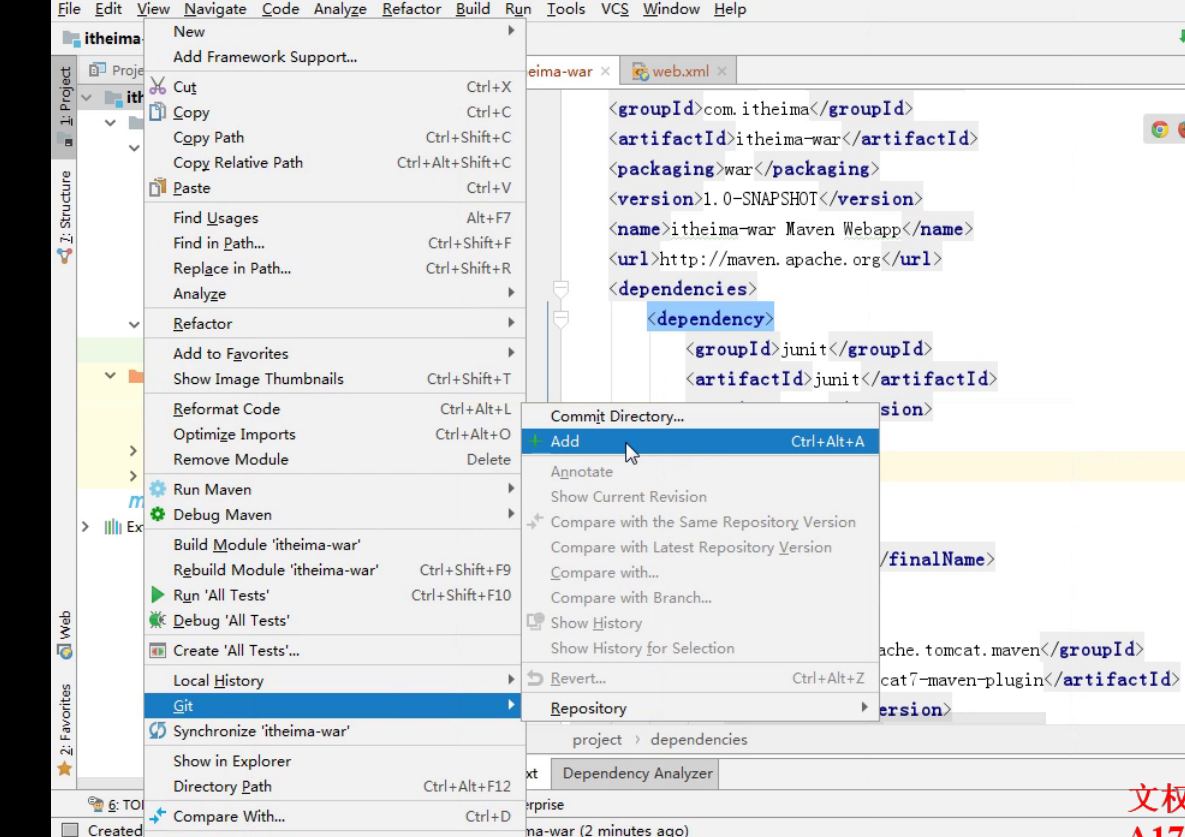 File Edit View Navigate Code Analyze Refactor Build Run Tools VCS Window Help
itheima-
1: Project
7: Structure
Web
2: Favorites
Proje
ith
Ex
6: TOD
Created
New
Add Framework Support...
Cut Ctrl+X
Copy Ctrl+C
Copy Path Ctrl+Shift+C
Copy Relative Path Ctrl+Alt+Shift+C
Paste Ctrl+V
Find Usages Alt+F7
Find in Path... Ctrl+Shift+F
Replace in Path... Ctrl+Shift+R
Analyze
Refactor
Add to Favorites
Show Image Thumbnails Ctrl+Shift+T
Reformat Code Ctrl+Alt+L
Optimize Imports Ctrl+Alt+O
Remove Module Delete
Run Maven
Debug Maven
Build Module 'itheima-war'
Rebuild Module 'itheima-war' Ctrl+Shift+F9
Run 'All Tests' Ctrl+Shift+F10
Debug 'All Tests'
Create 'All Tests'...
Local History
Git
Synchronize 'itheima-war'
Show in Explorer
Directory Path Ctrl+Alt+F12
Compare With... Ctrl+D
Commit Directory...
Add Ctrl+Alt+A
Annotate
Show Current Revision
Compare with the Same Repository Version
Compare with Latest Repository Version
Compare with...
Compare with Branch...
Show History
Show History for Selection
Revert... Ctrl+Alt+Z
Repository
eima-war web.xml
<groupId>com.itheima</groupId>
<artifactId>itheima-war</artifactId>
<packaging>war</packaging>
<version>1.0-SNAPSHOT</version>
<name>itheima-war Maven Webapp</name>
<url>http://maven.apache.org</url>
<dependencies>
<dependency>
<groupId>junit</groupId>
<artifactId>junit</artifactId>
sion>
/finalName>
ache.tomcat.maven</groupId>
cat7-maven-plugin</artifactId>
ersion>
project › dependencies
xt Dependency Analyzer
erprise
ma-war (2 minutes ago)
文权
A17